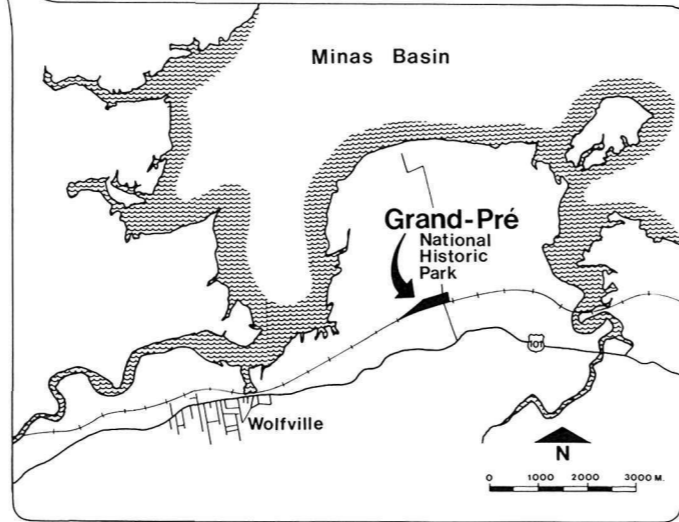 Minas Basin
Grand-Pré
National
Historic
Park
101
Wolfville
N
0 1000 2000 3000 M.